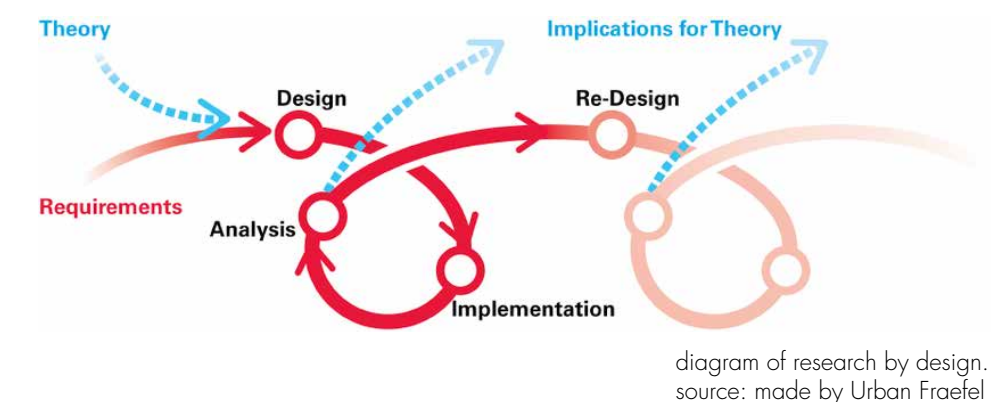 Theory
Implications for Theory
Design
Re-Design
Requirements
Analysis
Implementation
diagram of research by design.
source: made by Urban Fraefel